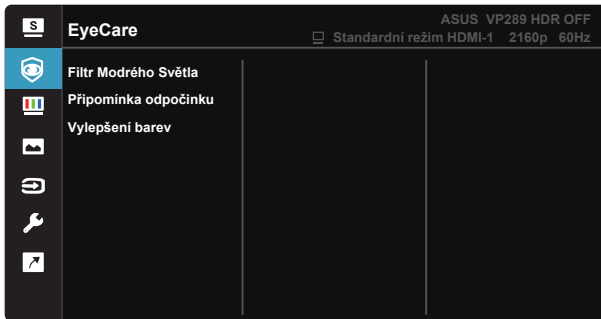 S
EyeCare
ASUS VP289 HDR OFF
Standardní režim HDMI-1 2160p 60Hz
Filtr Modrého Světla
Připomínka odpočinku
Vylepšení barev